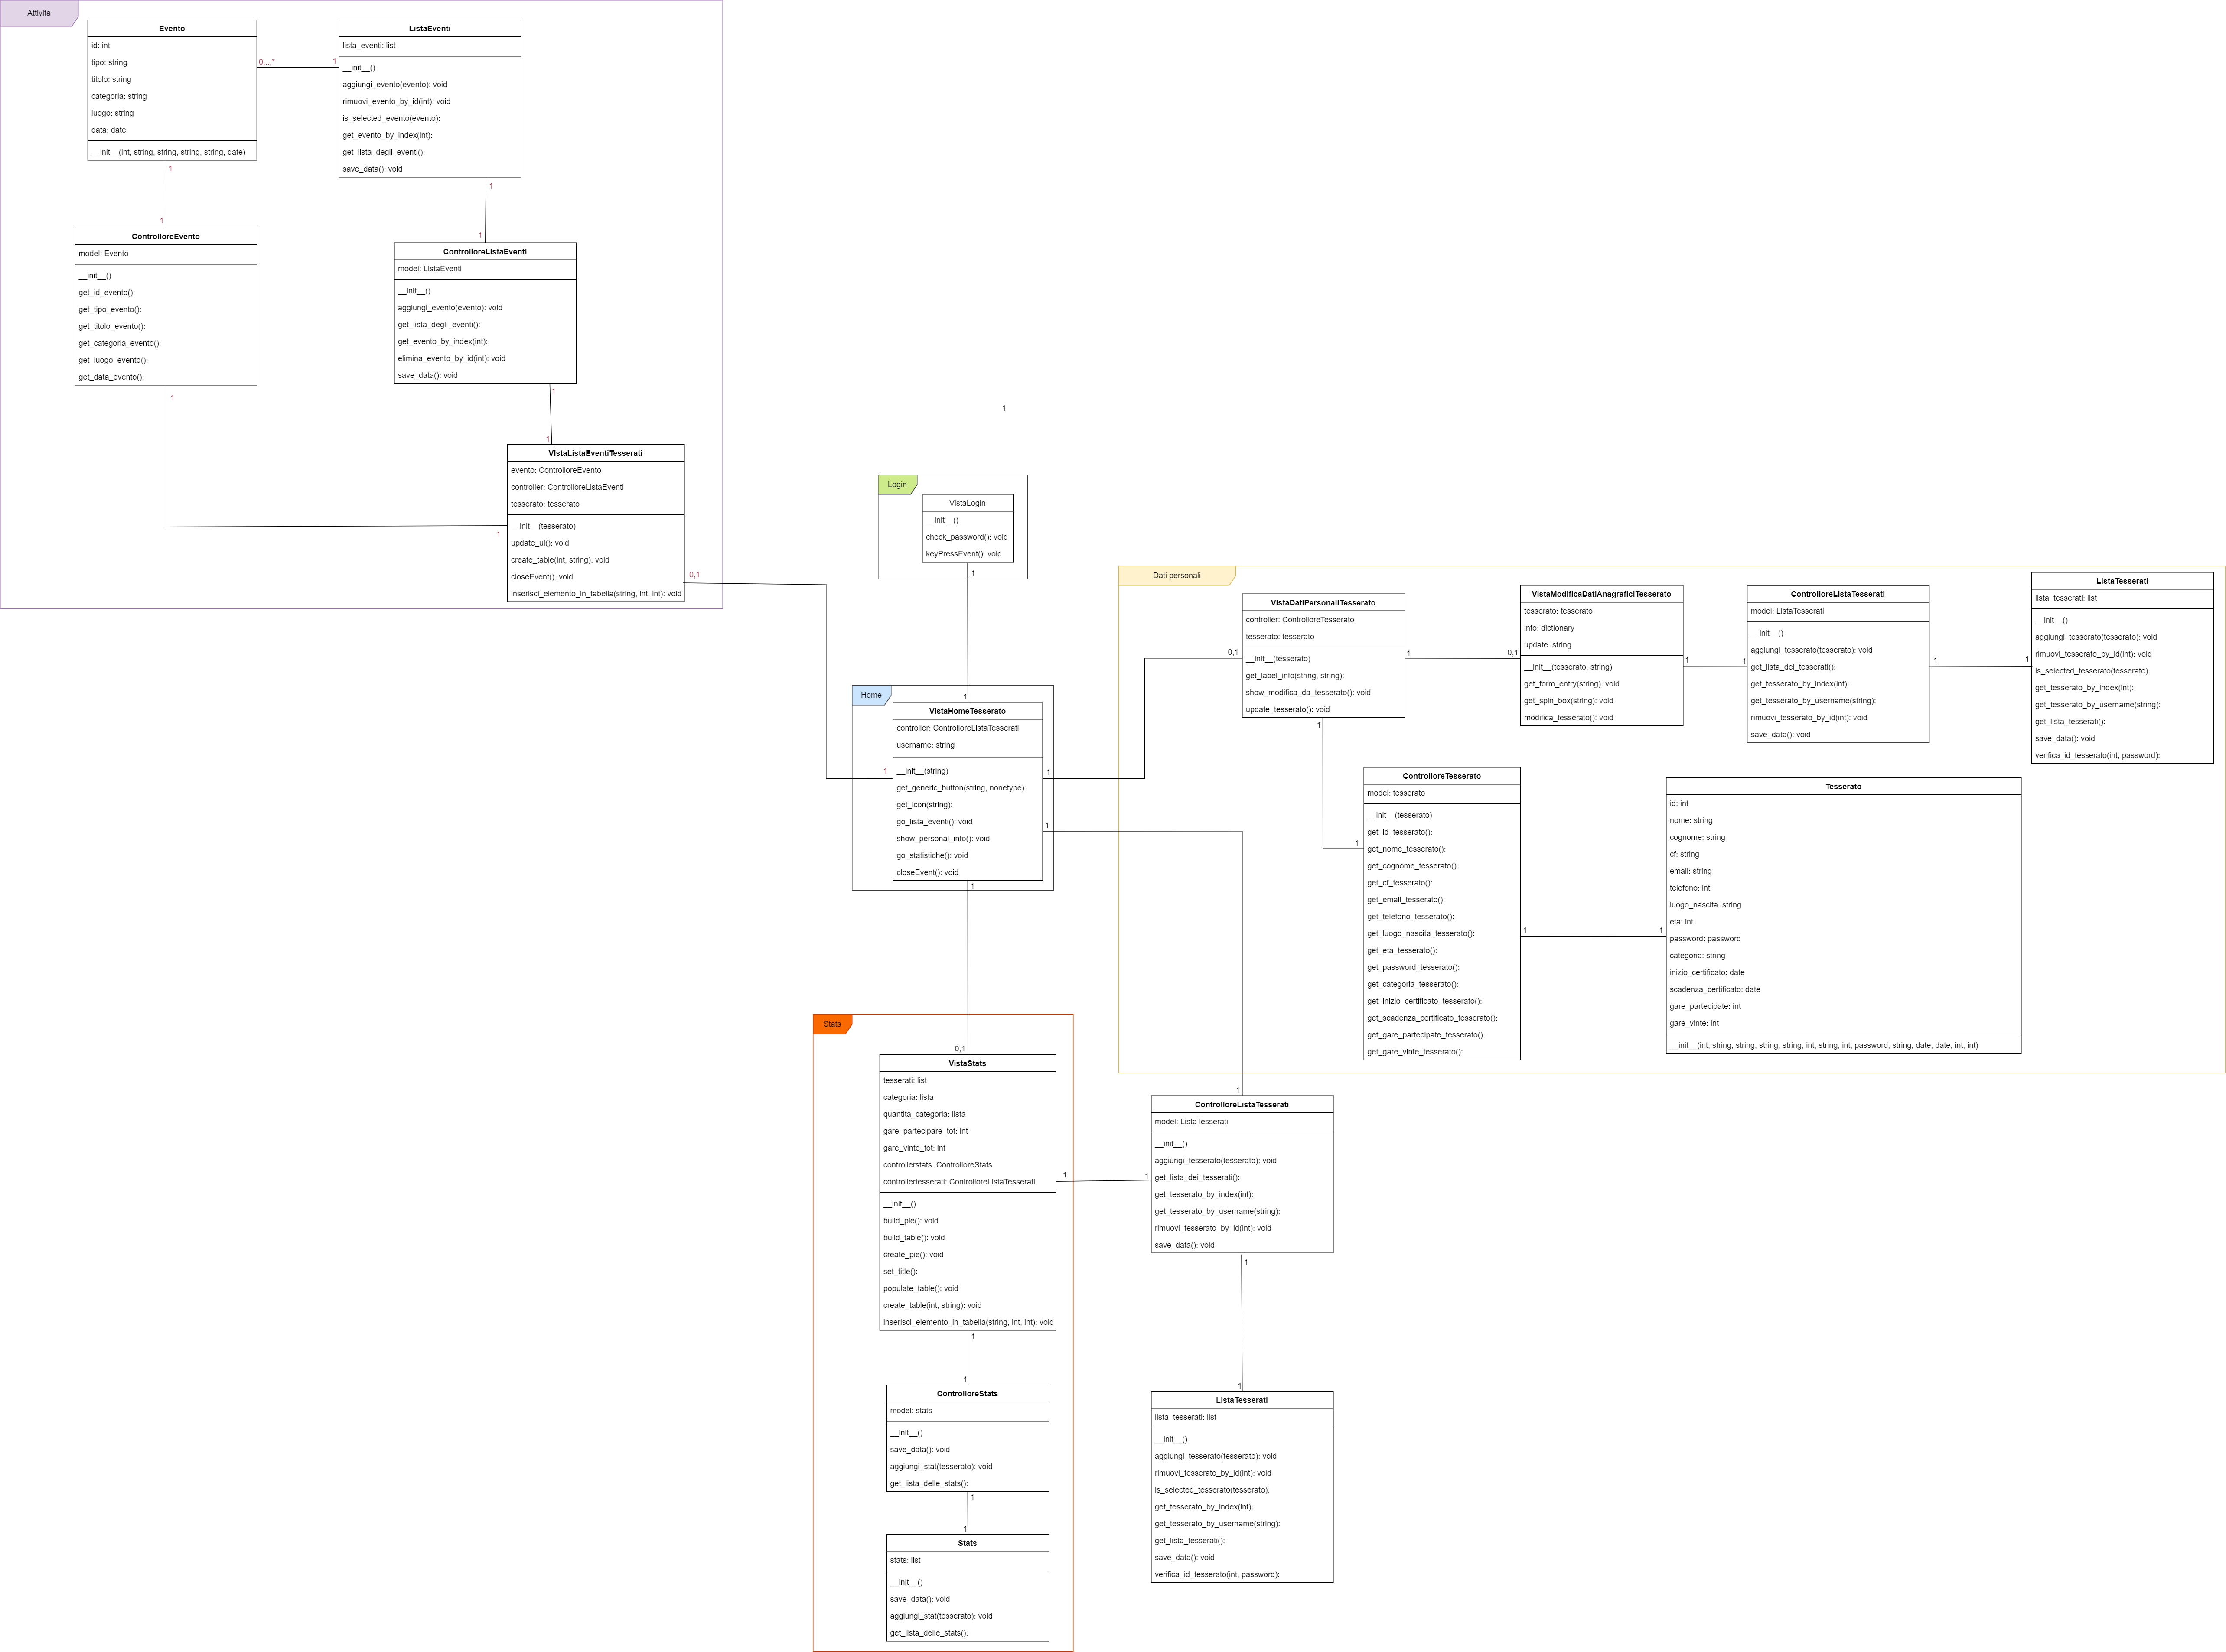 Attivita
Evento
id: int
tipo: string
titolo: string
categoria: string
luogo: string
data: date
__init__(int, string, string, string, string, date)
0,..,*
1
ListaEventi
lista_eventi: list
__init__()
aggiungi_evento(evento): void
rimuovi_evento_by_id(int): void
is_selected_evento(evento):
get_evento_by_index(int):
get_lista_degli_eventi():
save_data(): void
1
1
1
1
ControlloreEvento
model: Evento
__init__()
get_id_evento():
get_tipo_evento():
get_titolo_evento():
get_categoria_evento():
get_luogo_evento():
get_data_evento():
1
ControlloreListaEventi
model: ListaEventi
__init__()
aggiungi_evento(evento): void
get_lista_degli_eventi():
get_evento_by_index(int):
elimina_evento_by_id(int): void
save_data(): void
1
1
1
VIstaListaEventiTesserati
evento: ControlloreEvento
controller: ControlloreListaEventi
tesserato: tesserato
__init__(tesserato)
update_ui(): void
create_table(int, string): void
closeEvent(): void
inserisci_elemento_in_tabella(string, int, int): void
0,1
1
Login
VistaLogin
__init__()
check_password(): void
keyPressEvent(): void
1
1
Home
VistaHomeTesserato
controller: ControlloreListaTesserati
username: string
__init__(string)
get_generic_button(string, nonetype):
get_icon(string):
go_lista_eventi(): void
show_personal_info(): void
go_statistiche(): void
closeEvent(): void
1
1
1
1
Dati personali
0,1
VistaDatiPersonaliTesserato
controller: ControlloreTesserato
tesserato: tesserato
__init__(tesserato)
get_label_info(string, string):
show_modifica_da_tesserato(): void
update_tesserato(): void
1
0,1
1
VistaModificaDatiAnagraficiTesserato
tesserato: tesserato
info: dictionary
update: string
__init__(tesserato, string)
get_form_entry(string): void
get_spin_box(string): void
modifica_tesserato(): void
1
1
ControlloreListaTesserati
model: ListaTesserati
__init__()
aggiungi_tesserato(tesserato): void
get_lista_dei_tesserati():
get_tesserato_by_index(int):
get_tesserato_by_username(string):
rimuovi_tesserato_by_id(int): void
save_data(): void
1
1
ListaTesserati
lista_tesserati: list
__init__()
aggiungi_tesserato(tesserato): void
rimuovi_tesserato_by_id(int): void
is_selected_tesserato(tesserato):
get_tesserato_by_index(int):
get_tesserato_by_username(string):
get_lista_tesserati():
save_data(): void
verifica_id_tesserato(int, password):
1
ControlloreTesserato
model: tesserato
__init__(tesserato)
get_id_tesserato():
get_nome_tesserato():
get_cognome_tesserato():
get_cf_tesserato():
get_email_tesserato():
get_telefono_tesserato():
get_luogo_nascita_tesserato():
get_eta_tesserato():
get_password_tesserato():
get_categoria_tesserato():
get_inizio_certificato_tesserato():
get_scadenza_certificato_tesserato():
get_gare_partecipate_tesserato():
get_gare_vinte_tesserato():
1
1
Tesserato
id: int
nome: string
cognome: string
cf: string
email: string
telefono: int
luogo_nascita: string
eta: int
password: password
categoria: string
inizio_certificato: date
scadenza_certificato: date
gare_partecipate: int
gare_vinte: int
__init__(int, string, string, string, string, int, string, int, password, string, date, date, int, int)
Stats
0,1
VistaStats
tesserati: list
categoria: lista
quantita_categoria: lista
gare_partecipare_tot: int
gare_vinte_tot: int
controllerstats: ControlloreStats
controllertesserati: ControlloreListaTesserati
__init__()
build_pie(): void
build_table(): void
create_pie(): void
set_title():
populate_table(): void
create_table(int, string): void
inserisci_elemento_in_tabella(string, int, int): void
1
1
1
1
ControlloreListaTesserati
model: ListaTesserati
__init__()
aggiungi_tesserato(tesserato): void
get_lista_dei_tesserati():
get_tesserato_by_index(int):
get_tesserato_by_username(string):
rimuovi_tesserato_by_id(int): void
save_data(): void
1
1
ControlloreStats
model: stats
__init__()
save_data(): void
aggiungi_stat(tesserato): void
get_lista_delle_stats():
1
1
Stats
stats: list
__init__()
save_data(): void
aggiungi_stat(tesserato): void
get_lista_delle_stats():
1
ListaTesserati
lista_tesserati: list
__init__()
aggiungi_tesserato(tesserato): void
rimuovi_tesserato_by_id(int): void
is_selected_tesserato(tesserato):
get_tesserato_by_index(int):
get_tesserato_by_username(string):
get_lista_tesserati():
save_data(): void
verifica_id_tesserato(int, password):